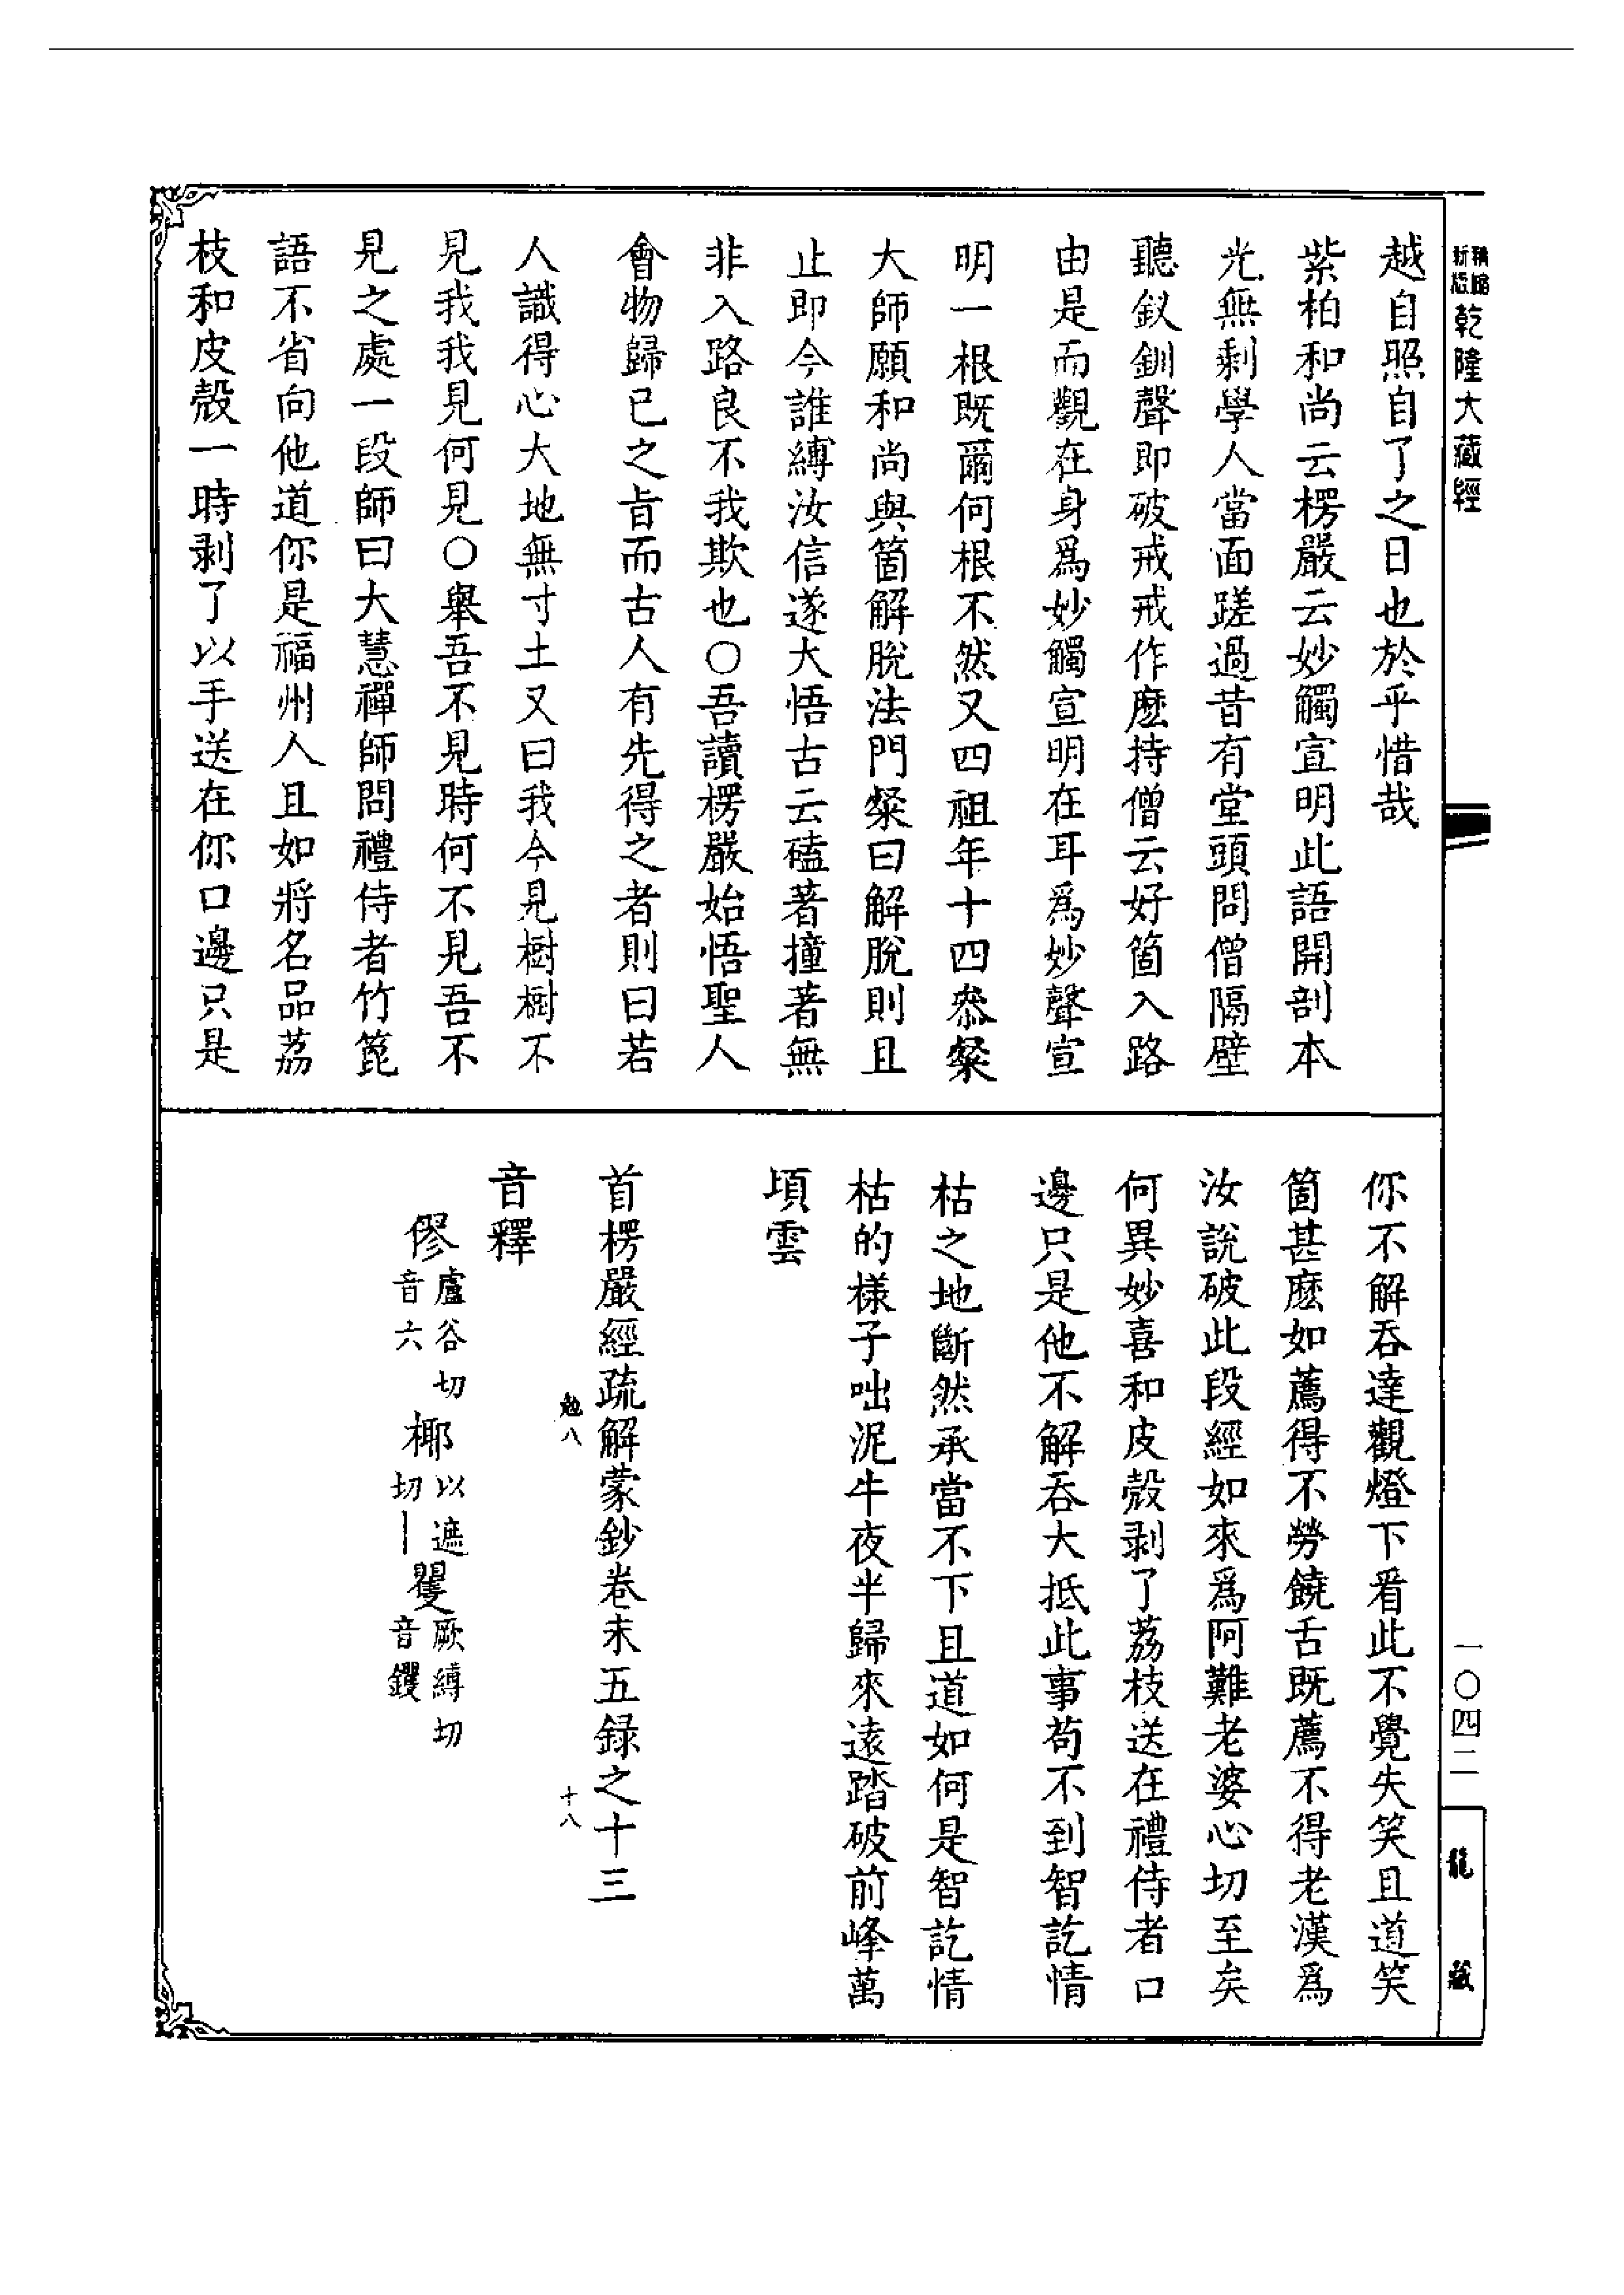 精縮
新版
乾隆大藏經
越自照自了之日也於乎惜哉
紫柏和尚云楞嚴云妙觸宣明此語開剖本
光無剩學人當面蹉過昔有堂頭問僧隔壁
聽釵釧聲即破戒戒作麽持僧云好箇入路
由是而觀在身爲妙觸宣明在耳爲妙聲宣
明一根既爾何根不然又四祖年十四叅粲
大師願和尚與箇解脫法門粲曰解脫則且
止即今誰縛汝信遂大悟古云磕著撞著無
非入路良不我欺也○吾讀楞嚴始悟聖人
會物歸已之旨而古人有先得之者則曰若
人識得心大地無寸土又曰我今見樹樹不
見我我見何見○舉吾不見時何不見吾不
見之處一段師曰大慧禪師問禮侍者竹篦
語不省向他道你是福州人且如將名品荔
枝和皮殼一時剥了以手送在你口邊只是
你不解吞達觀燈下看此不覺失笑且道笑
箇甚麽如薦得不勞饒舌既薦不得老漢爲
汝說破此段經如來爲阿難老婆心切至矣
何異妙喜和皮殼剥了荔枝送在禮侍者口
邊只是他不解吞大抵此事苟不到智訖情
枯之地斷然承當不下且道如何是智訖情
枯的樣子咄泥牛夜半歸來遠踏破前峰萬
頃雲
首楞嚴經疏解蒙鈔卷末五録之十三
勉八
十八
音釋
僇
盧谷切
音六
椰
以遮
切｜
矍
厥縛切
音钁
一〇四二
龍藏